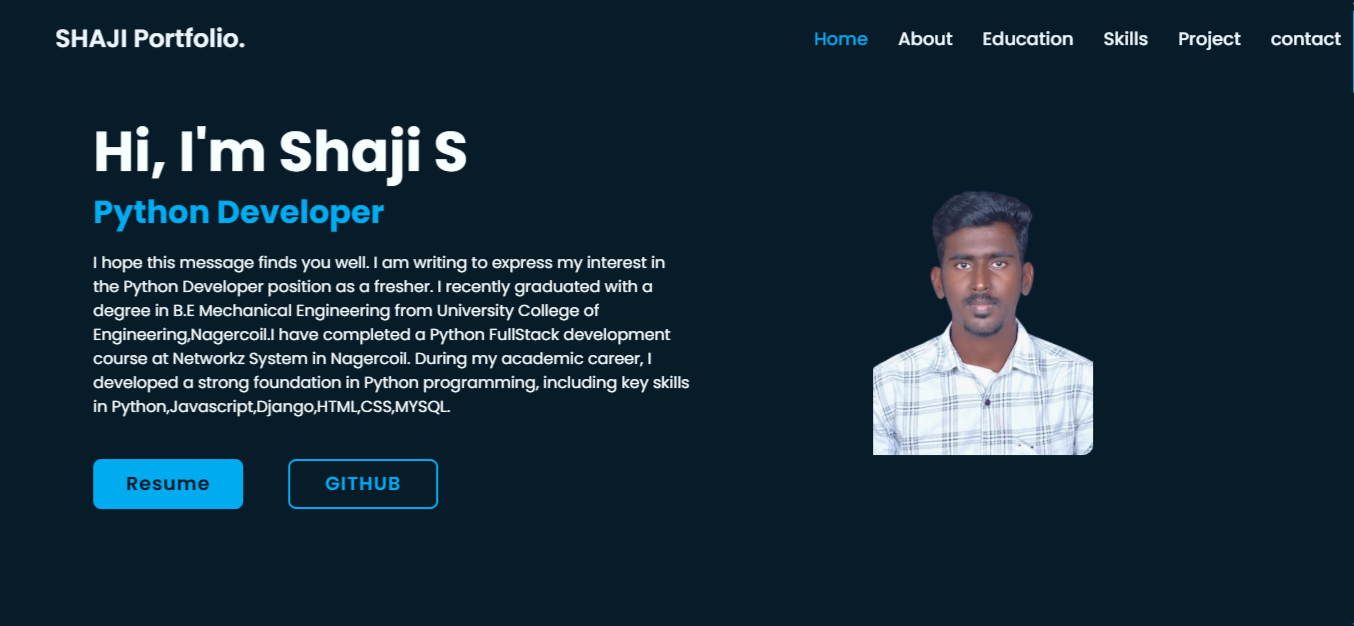 SHAJI Portfolio.
Home About Education Skills Project contact
Hi, I'm Shaji S
Python Developer
I hope this message finds you well. I am writing to express my interest in
the Python Developer position as a fresher. I recently graduated with a
degree in B.E Mechanical Engineering from University College of
Engineering,Nagercoil.I have completed a Python FullStack development
course at Networkz System in Nagercoil. During my academic career, I
developed a strong foundation in Python programming, including key skills
in Python,Javascript,Django,HTML,CSS,MYSQL.
Resume
GITHUB